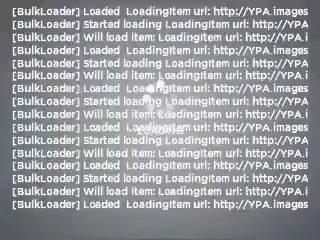 [BulkLoader] Loaded LoadingItem url: http://YPA.images
[BulkLoader] Started loading LoadingItem url: http://YPA
[BulkLoader] Will load item: LoadingItem url: http://YPA.i
[BulkLoader] Loaded LoadingItem url: http://YPA.images
[BulkLoader] Started loading LoadingItem url: http://YPA
[BulkLoader] Will load item: LoadingItem url: http://YPA.i
[BulkLoader] Loaded LoadingItem url: http://YPA.images
[BulkLoader] Started loading LoadingItem url: http://YPA
[BulkLoader] Will load item: LoadingItem url: http://YPA.i
[BulkLoader] Loaded LoadingItem url: http://YPA.images
LOADING
[BulkLoader] Started loading LoadingItem url: http://YPA
[BulkLoader] Will load item: LoadingItem url: http://YPA.i
[BulkLoader] Loaded LoadingItem url: http://YPA.images
[BulkLoader] Started loading LoadingItem url: http://YPA
[BulkLoader] Will load item: LoadingItem url: http://YPA.i
[BulkLoader] Loaded LoadingItem url: http://YPA.images